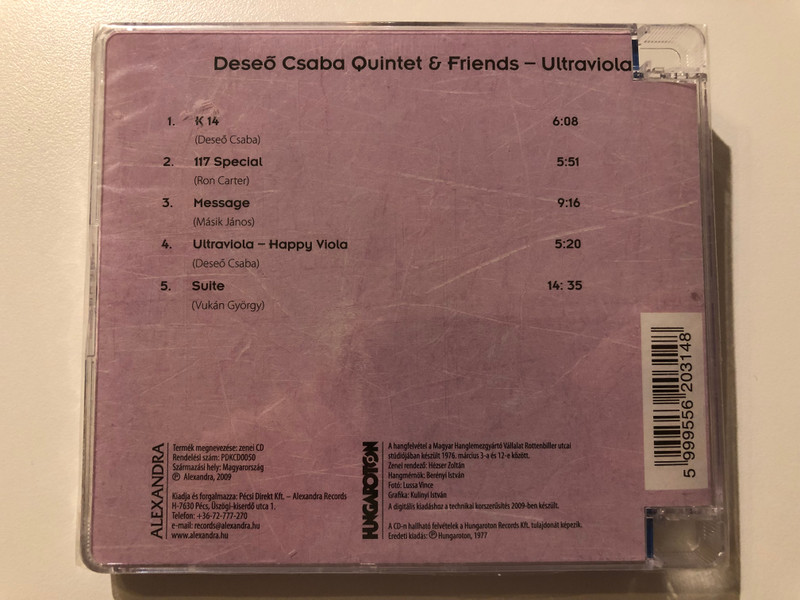 Deseő Csaba Quintet & Friends – Ultraviola
1. K 14 6:08
(Deseő Csaba)
2. 117 Special 5:51
(Ron Carter)
3. Message 9:16
(Másik János)
4. Ultraviola – Happy Viola 5:20
(Deseő Csaba)
5. Suite 14: 35
(Vukán György)
5 999556 203148
ALEXANDRA
Termék megnevezése: zenei CD
Rendelési szám: PDKCD0050
Származási hely: Magyarország
Ⓟ Alexandra, 2009
Kiadja és forgalmazza: Pécsi Direkt Kft. – Alexandra Records
H-7630 Pécs, Üszögi-kiserdő utca 1.
Telefon: +36-72-777-270
e-mail: records@alexandra.hu
www.alexandra.hu
HUNGAROTON
A hangfelvétel a Magyar Hanglemezgyártó Vállalat Rottenbiller utcai
stúdiójában készült 1976. március 3-a és 12-e között.
Zenei rendező: Hézser Zoltán
Hangmérnök: Berényi István
Fotó: Lussa Vince
Grafika: Kulinyi István
A digitális kiadáshoz a technikai korszerűsítés 2009-ben készült.
A CD-n hallható felvételek a Hungaroton Records Kft. tulajdonát képezik.
Eredeti kiadás: Ⓟ Hungaroton, 1977